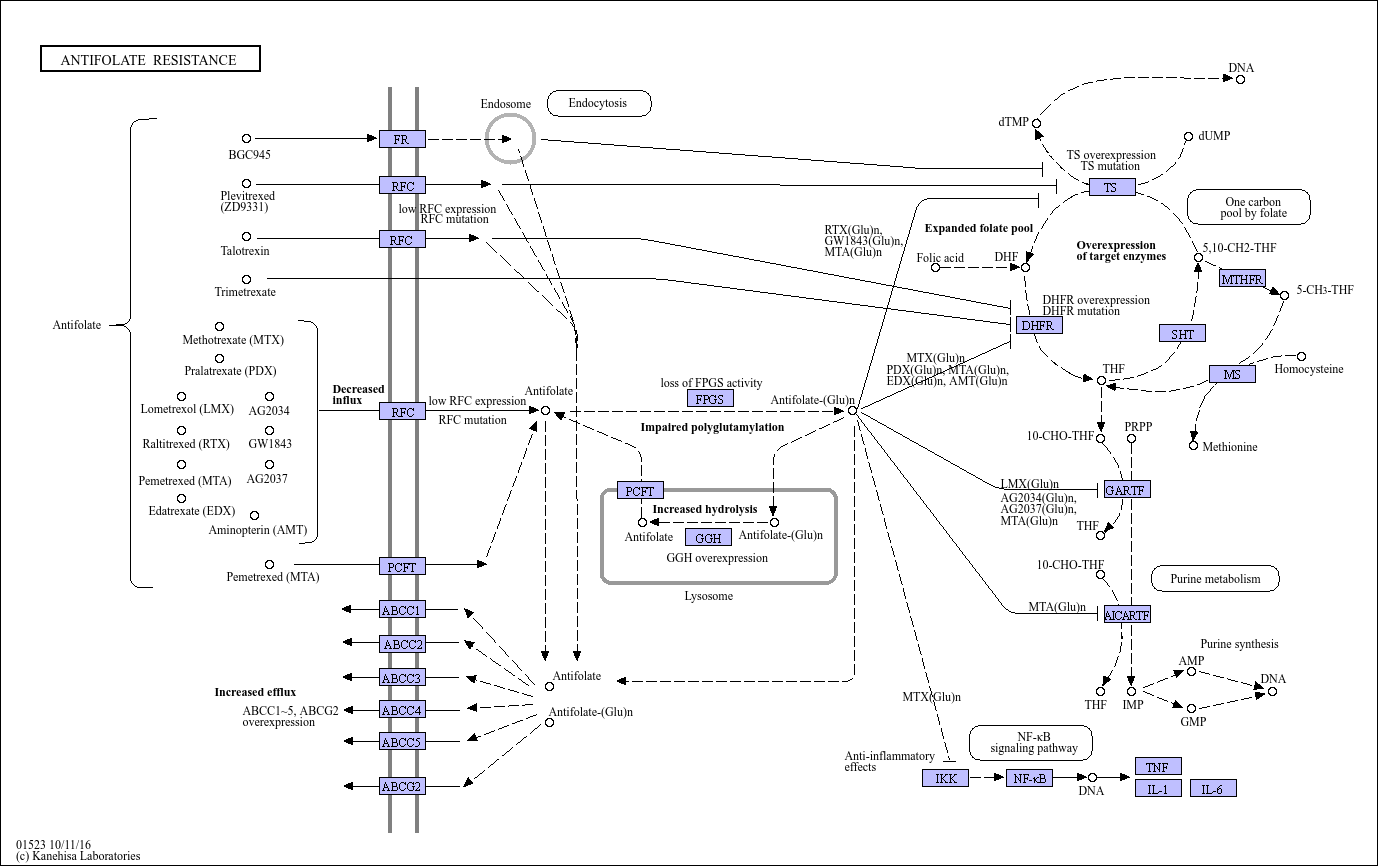 ANTIFOLATE RESISTANCE
Antifolate
BGC945
Plevitrexed
(ZD9331)
Talotrexin
Trimetrexate
Methotrexate (MTX)
Pralatrexate (PDX)
Lometrexol (LMX)
AG2034
Raltitrexed (RTX)
GW1843
Pemetrexed (MTA)
AG2037
Edatrexate (EDX)
Aminopterin (AMT)
Pemetrexed (MTA)
Decreased
influx
FR
RFC
RFC
RFC
PCFT
ABCC1
ABCC2
ABCC3
ABCC4
ABCC5
ABCG2
Increased efflux
ABCC1~5, ABCG2
overexpression
Endosome
Endocytosis
low RFC expression
RFC mutation
low RFC expression
RFC mutation
Antifolate
loss of FPGS activity
FPGS
Impaired polyglutamylation
Antifolate-(Glu)n
PCFT
Increased hydrolysis
Antifolate
GGH
Antifolate-(Glu)n
GGH overexpression
Lysosome
Antifolate
Antifolate-(Glu)n
DNA
dTMP
dUMP
TS overexpression
TS mutation
TS
One carbon
pool by folate
RTX(Glu)n,
GW1843(Glu)n,
MTA(Glu)n
Expanded folate pool
Folic acid
DHF
Overexpression
of target enzymes
5,10-CH2-THF
MTHFR
5-CH3-THF
DHFR overexpression
DHFR mutation
DHFR
SHT
MTX(Glu)n
PDX(Glu)n, MTA(Glu)n,
EDX(Glu)n, AMT(Glu)n
THF
MS
Homocysteine
10-CHO-THF
PRPP
Methionine
LMX(Glu)n
AG2034(Glu)n,
AG2037(Glu)n,
MTA(Glu)n
GARTF
THF
10-CHO-THF
Purine metabolism
MTA(Glu)n
AICARTF
Purine synthesis
AMP
DNA
THF
IMP
GMP
MTX(Glu)n
NF-κB
signaling pathway
Anti-inflammatory
effects
IKK
NF-κB
DNA
TNF
IL-1
IL-6
01523 10/11/16
(c) Kanehisa Laboratories